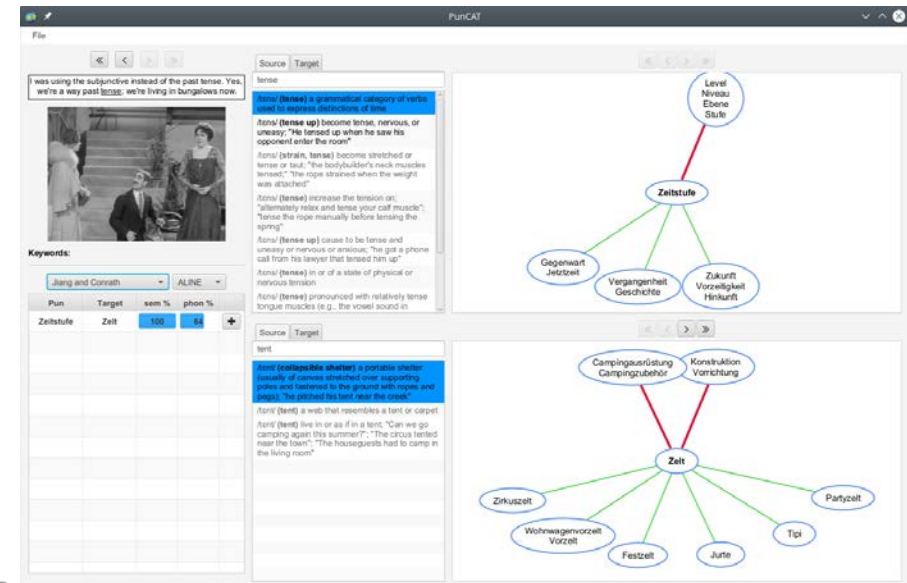 PunCAT
File
I was using the subjunctive instead of the past tense. Yes,
we're a way past tense; we're living in bungalows now.
Keywords:
Jiang and Conrath
ALINE
Pun Target sem % phon %
Zeitstufe Zelt 100 84 +
Source Target
tense
/tɛns/ (tense) a grammatical category of verbs
used to express distinctions of time
/tɛns/ (tense up) become tense, nervous, or
uneasy; "He tensed up when he saw his
opponent enter the room"
/tɛns/ (strain, tense) become stretched or
tense or taut; "the bodybuilder's neck muscles
tensed;" "the rope strained when the weight
was attached"
/tɛns/ (tense) increase the tension on;
"alternately relax and tense your calf muscle";
"tense the rope manually before tensing the
spring"
/tɛns/ (tense up) cause to be tense and
uneasy or nervous or anxious; "he got a phone
call from his lawyer that tensed him up"
/tɛns/ (tense) in or of a state of physical or
nervous tension
/tɛns/ (tense) pronounced with relatively tense
tongue muscles (e.g., the vowel sound in
Source Target
tent
/tɛnt/ (collapsible shelter) a portable shelter
(usually of canvas stretched over supporting
poles and fastened to the ground with ropes and
pegs); "he pitched his tent near the creek"
/tɛnt/ (tent) a web that resembles a tent or carpet
/tɛnt/ (tent) live in or as if in a tent; "Can we go
camping again this summer?"; "The circus tented
near the town"; "The houseguests had to camp in
the living room"
Level
Niveau
Ebene
Stufe
Zeitstufe
Gegenwart
Jetztzeit
Vergangenheit
Geschichte
Zukunft
Vorzeitigkeit
Hinkunft
Campingausrüstung
Campingzubehör
Konstruktion
Vorrichtung
Zelt
Zirkuszelt
Wohnwagenvorzelt
Vorzelt
Festzelt
Jurte
Tipi
Partyzelt